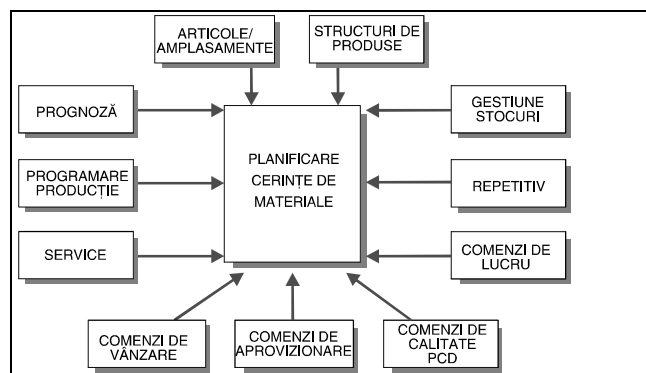 ARTICOLE/
AMPLASAMENTE
STRUCTURI DE
PRODUSE
PROGNOZĂ
GESTIUNE
STOCURI
PLANIFICARE
CERINȚE DE
MATERIALE
PROGRAMARE
PRODUCȚIE
REPETITIV
SERVICE
COMENZI DE
LUCRU
COMENZI DE
VÂNZARE
COMENZI DE
APROVIZIONARE
COMENZI DE
CALITATE
PCD